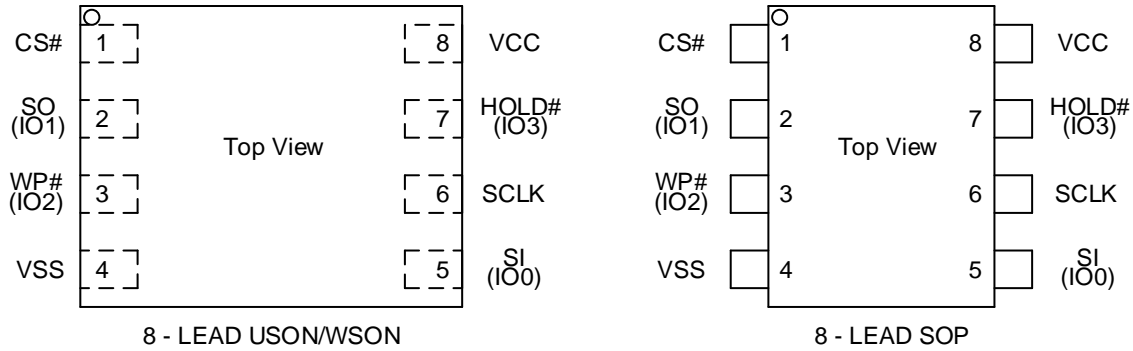 CS#
1
8
VCC
SO
(IO1)
2
7
HOLD#
(IO3)
Top View
WP#
(IO2)
3
6
SCLK
VSS
4
5
SI
(IO0)
8 - LEAD USON/WSON
CS#
1
8
VCC
SO
(IO1)
2
7
HOLD#
(IO3)
Top View
WP#
(IO2)
3
6
SCLK
VSS
4
5
SI
(IO0)
8 - LEAD SOP